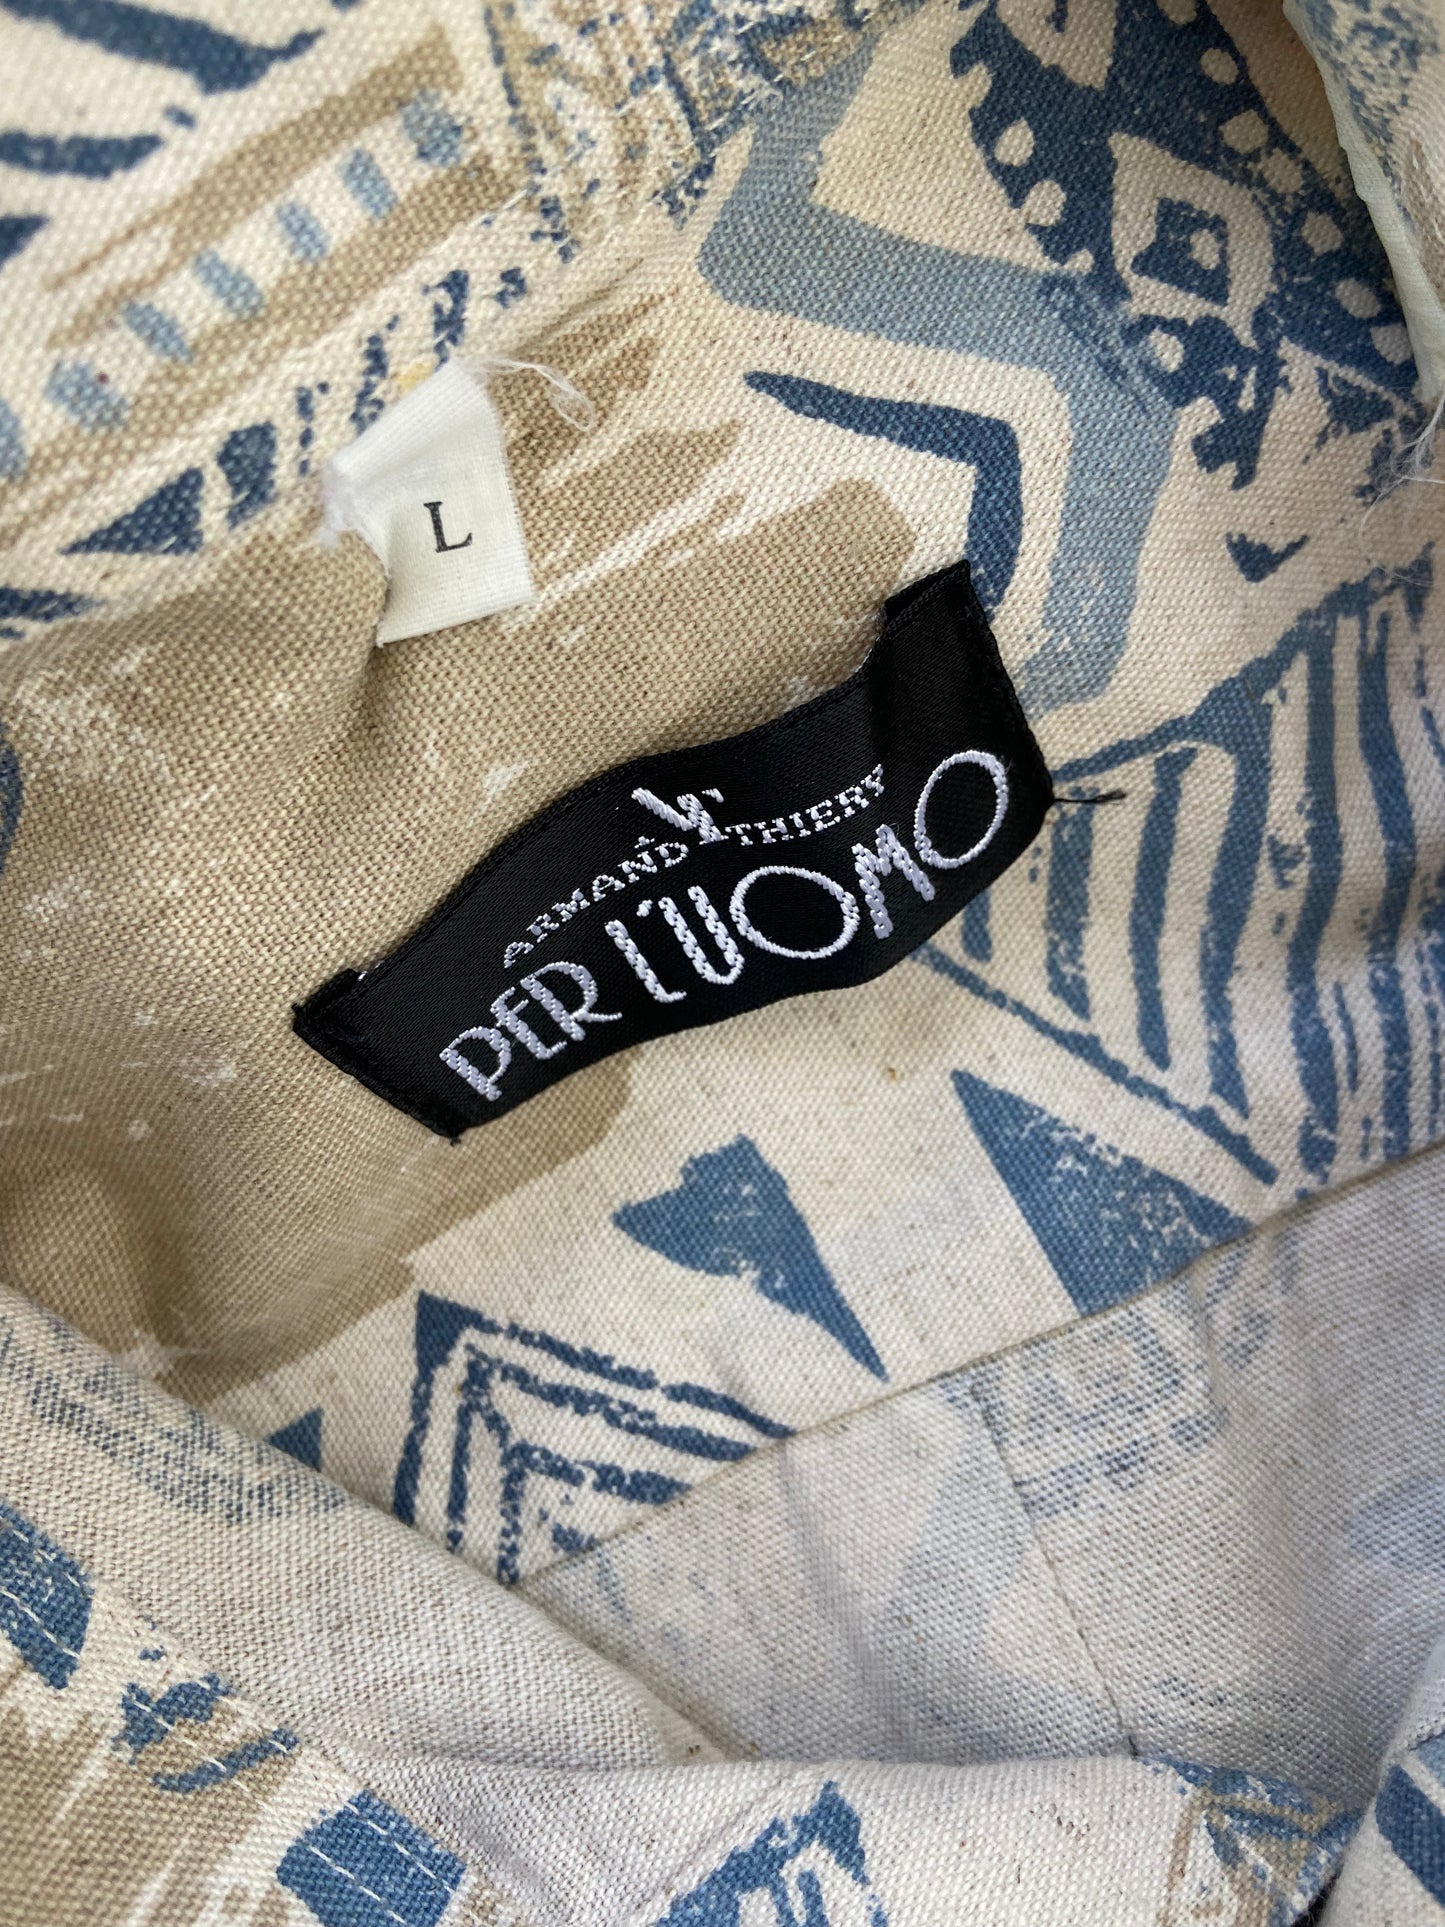 L
ARMAND THIERY
PER L'UOMO